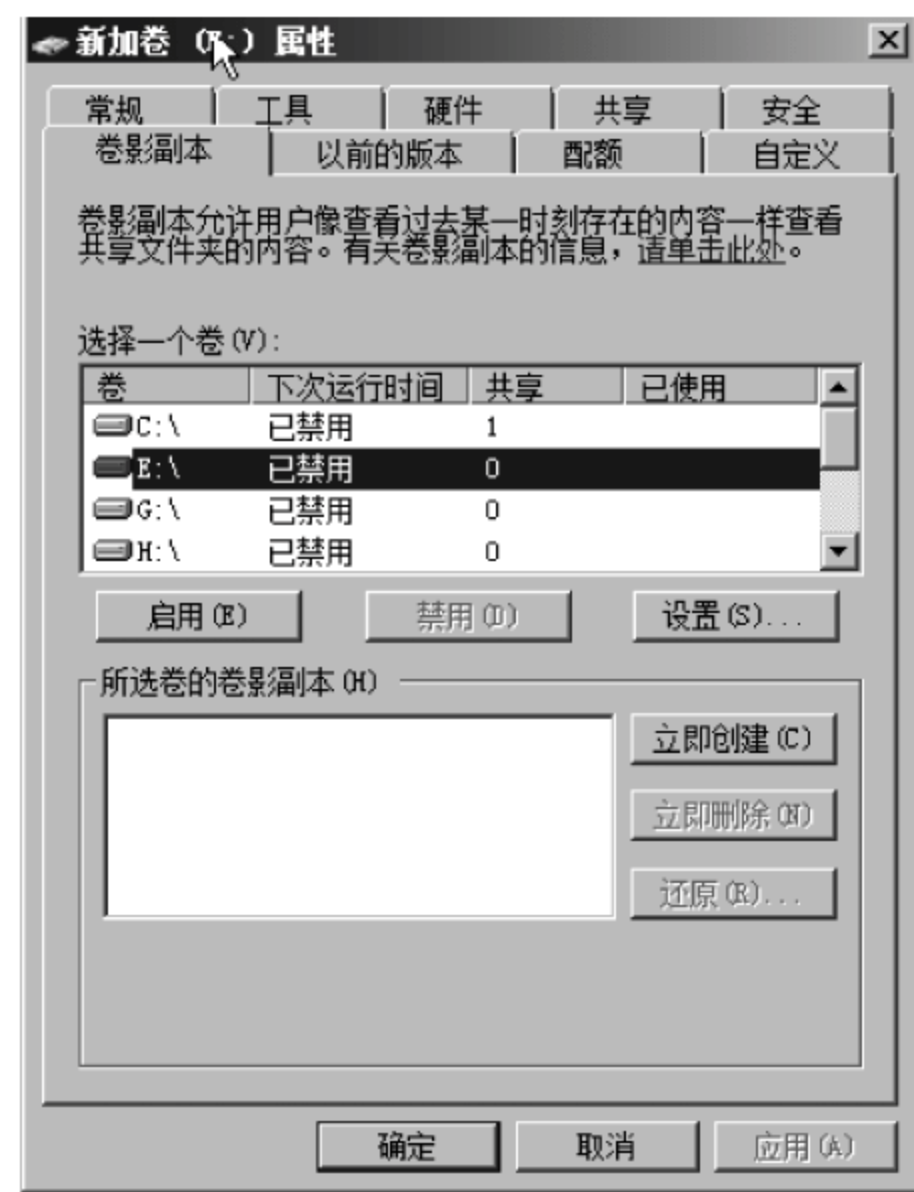 新加卷 ( :) 属性
常规 工具 硬件 共享 安全
卷影副本 以前的版本 配额 自定义
卷影副本允许用户像查看过去某一时刻存在的内容一样查看
共享文件夹的内容。有关卷影副本的信息，请单击此处。
选择一个卷(V):
卷 下次运行时间 共享 已使用
C:\ 已禁用 1
E:\ 已禁用 0
G:\ 已禁用 0
H:\ 已禁用 0
启用(E) 禁用(D) 设置(S)...
所选卷的卷影副本(H)
立即创建(C)
立即删除(N)
还原(R)...
确定 取消 应用(A)